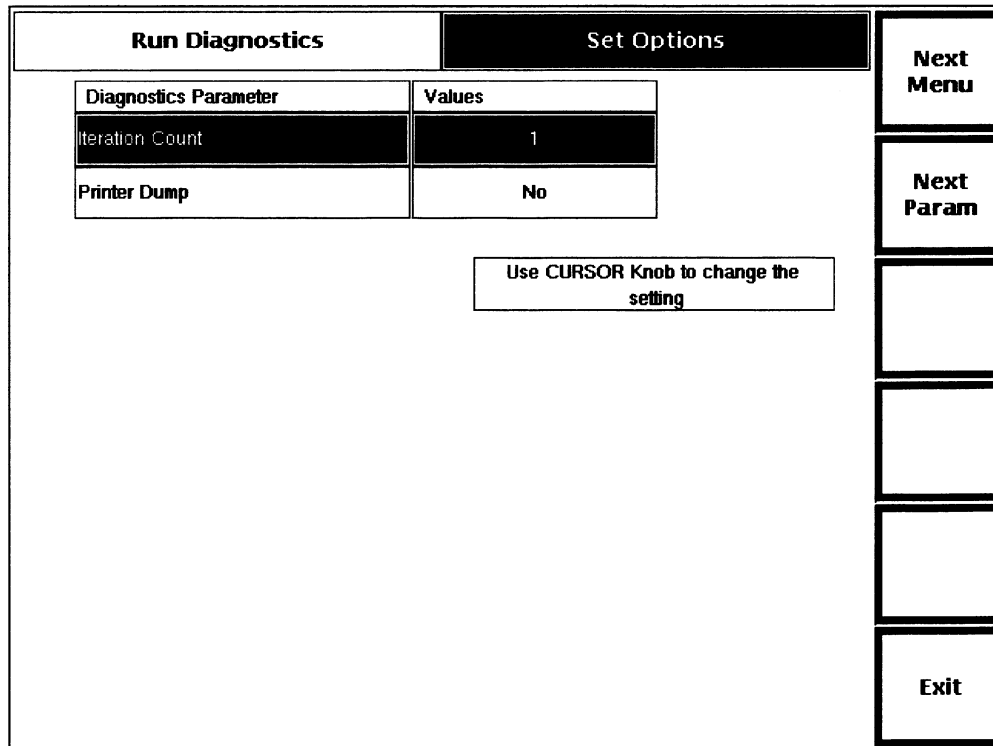 Run Diagnostics
Set Options
Next
Menu
Diagnostics Parameter
Values
Iteration Count
1
Next
Param
Printer Dump
No
Use CURSOR Knob to change the
setting
Exit